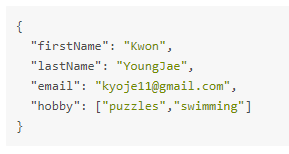 {
  "firstName": "Kwon",
  "lastName": "YoungJae",
  "email": "kyoje11@gmail.com",
  "hobby": ["puzzles","swimming"]
}